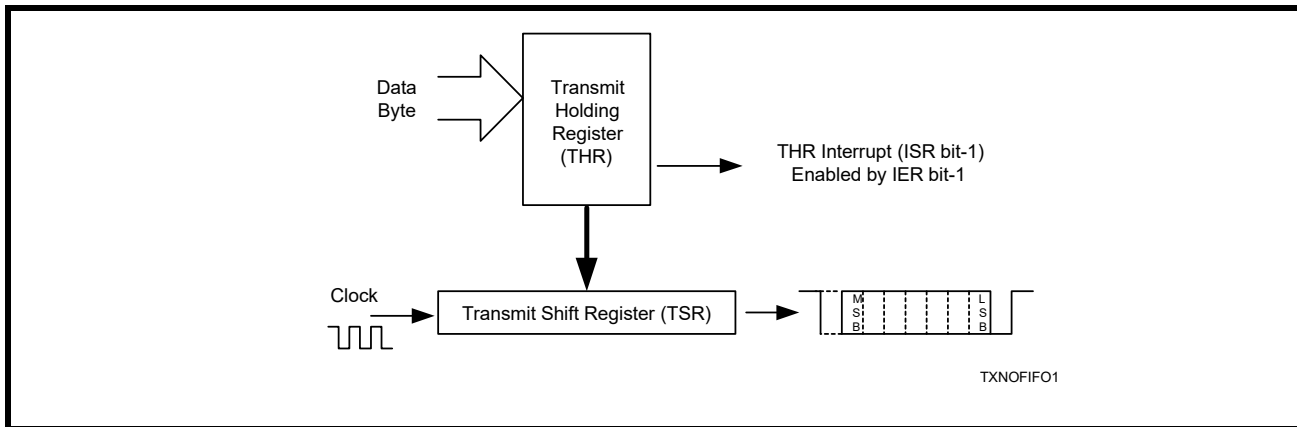 Data
Byte
Transmit
Holding
Register
(THR)
THR Interrupt (ISR bit-1)
Enabled by IER bit-1
Clock
Transmit Shift Register (TSR)
M
S
B
L
S
B
TXNOFIFO1